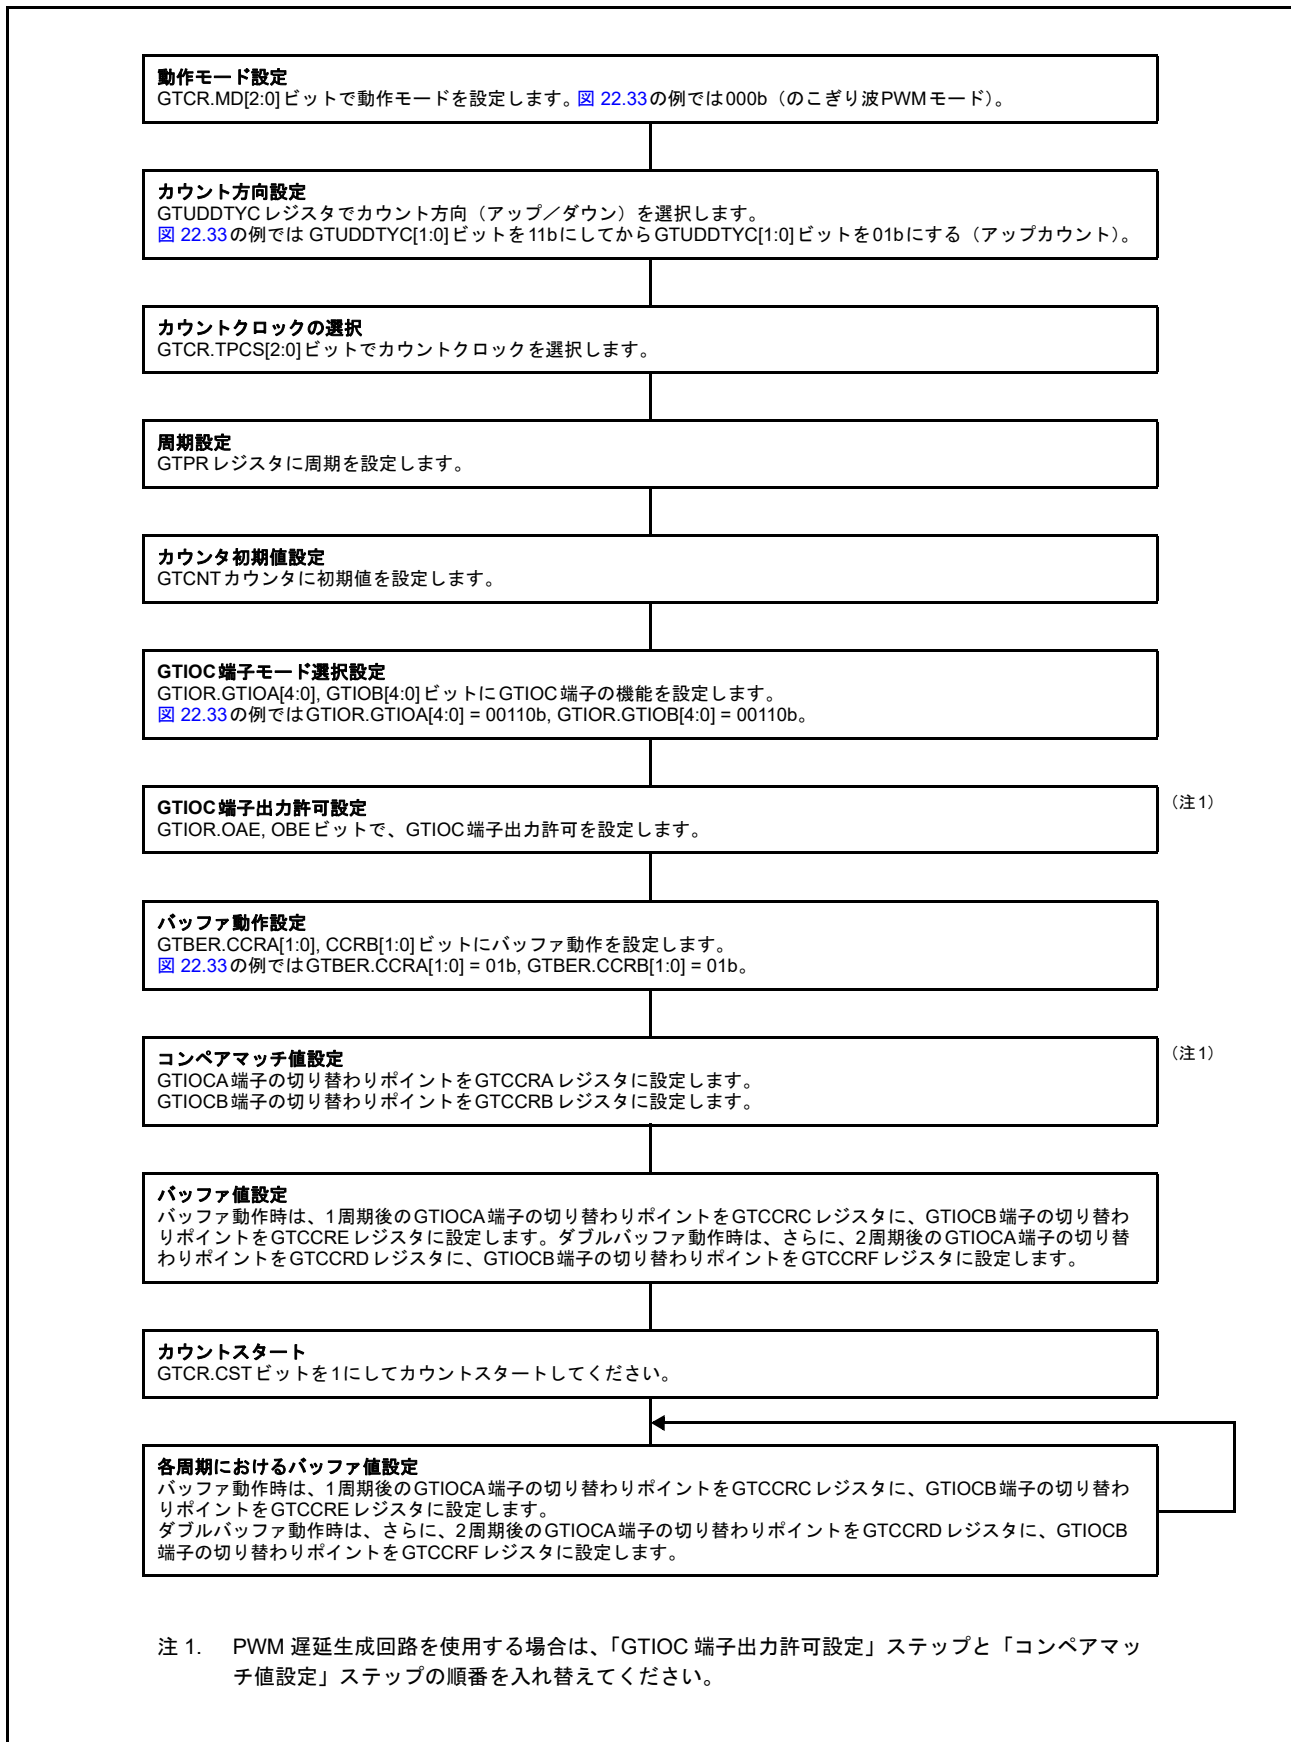 動作モード設定
GTCR.MD[2:0]ビットで動作モードを設定します。図 22.33の例では000b（のこぎり波PWMモード）。
カウント方向設定
GTUDDTYCレジスタでカウント方向（アップ／ダウン）を選択します。
図 22.33の例では GTUDDTYC[1:0]ビットを11bにしてからGTUDDTYC[1:0]ビットを01bにする（アップカウント）。
カウントクロックの選択
GTCR.TPCS[2:0]ビットでカウントクロックを選択します。
周期設定
GTPRレジスタに周期を設定します。
カウンタ初期値設定
GTCNTカウンタに初期値を設定します。
GTIOC端子モード選択設定
GTIOR.GTIOA[4:0], GTIOB[4:0]ビットにGTIOC端子の機能を設定します。
図 22.33の例ではGTIOR.GTIOA[4:0] = 00110b, GTIOR.GTIOB[4:0] = 00110b。
GTIOC端子出力許可設定
（注1）
GTIOR.OAE, OBEビットで、GTIOC端子出力許可を設定します。
バッファ動作設定
GTBER.CCRA[1:0], CCRB[1:0]ビットにバッファ動作を設定します。
図 22.33の例ではGTBER.CCRA[1:0] = 01b, GTBER.CCRB[1:0] = 01b。
コンペアマッチ値設定
（注1）
GTIOCA端子の切り替わりポイントをGTCCRAレジスタに設定します。
GTIOCB端子の切り替わりポイントをGTCCRBレジスタに設定します。
バッファ値設定
バッファ動作時は、1周期後のGTIOCA端子の切り替わりポイントをGTCCRCレジスタに、GTIOCB端子の切り替わ
りポイントをGTCCREレジスタに設定します。ダブルバッファ動作時は、さらに、2周期後のGTIOCA端子の切り替
わりポイントをGTCCRDレジスタに、GTIOCB端子の切り替わりポイントをGTCCRFレジスタに設定します。
カウントスタート
GTCR.CSTビットを1にしてカウントスタートしてください。
各周期におけるバッファ値設定
バッファ動作時は、1周期後のGTIOCA端子の切り替わりポイントをGTCCRCレジスタに、GTIOCB端子の切り替わ
りポイントをGTCCREレジスタに設定します。
ダブルバッファ動作時は、さらに、2周期後のGTIOCA端子の切り替わりポイントをGTCCRDレジスタに、GTIOCB
端子の切り替わりポイントをGTCCRFレジスタに設定します。
注 1. PWM 遅延生成回路を使用する場合は、「GTIOC 端子出力許可設定」ステップと「コンペアマッ
チ値設定」ステップの順番を入れ替えてください。